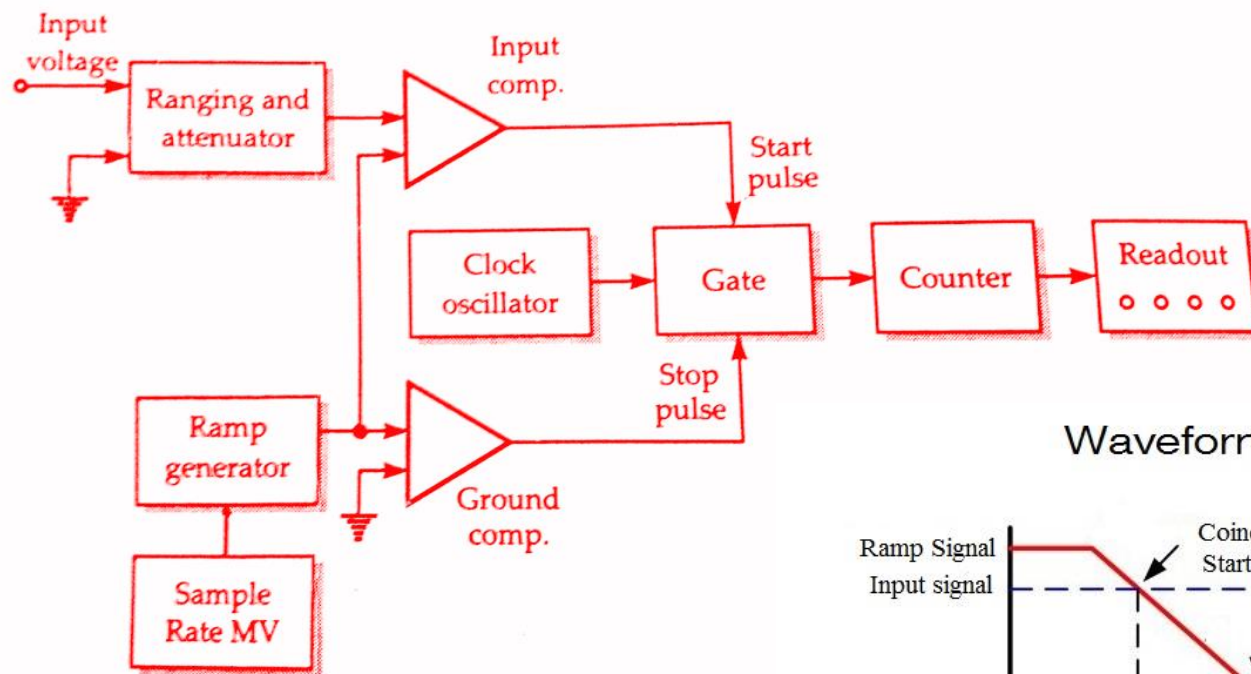 Input
voltage
Ranging and
attenuator
Input
comp.
Start
pulse
Clock
oscillator
Gate
Counter
Readout
Stop
pulse
Ramp
generator
Ground
comp.
Sample
Rate MV
Ramp Signal
Input signal